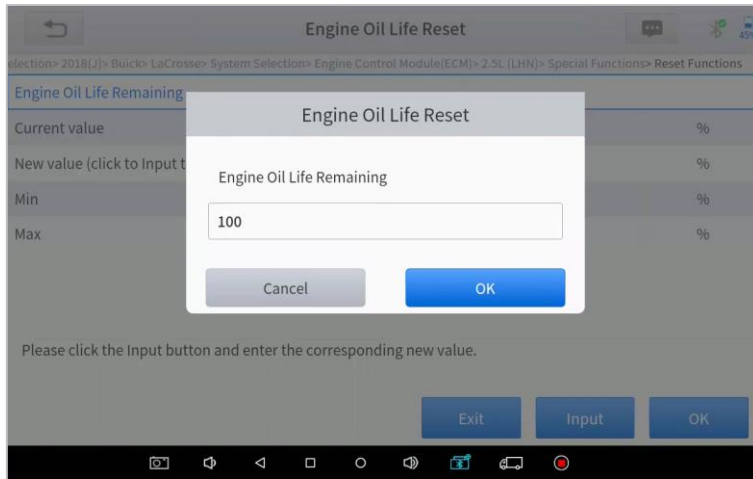 Engine Oil Life Reset
45%
election> 2018(J)> Buick> LaCrosse> System Selection> Engine Control Module(ECM)> 2.5L (LHN)> Special Functions> Reset Functions
Engine Oil Life Remaining
Current value %
New value (click to Input t %
Min %
Max %
Engine Oil Life Reset
Engine Oil Life Remaining
100
Cancel OK
Please click the Input button and enter the corresponding new value.
Exit Input OK